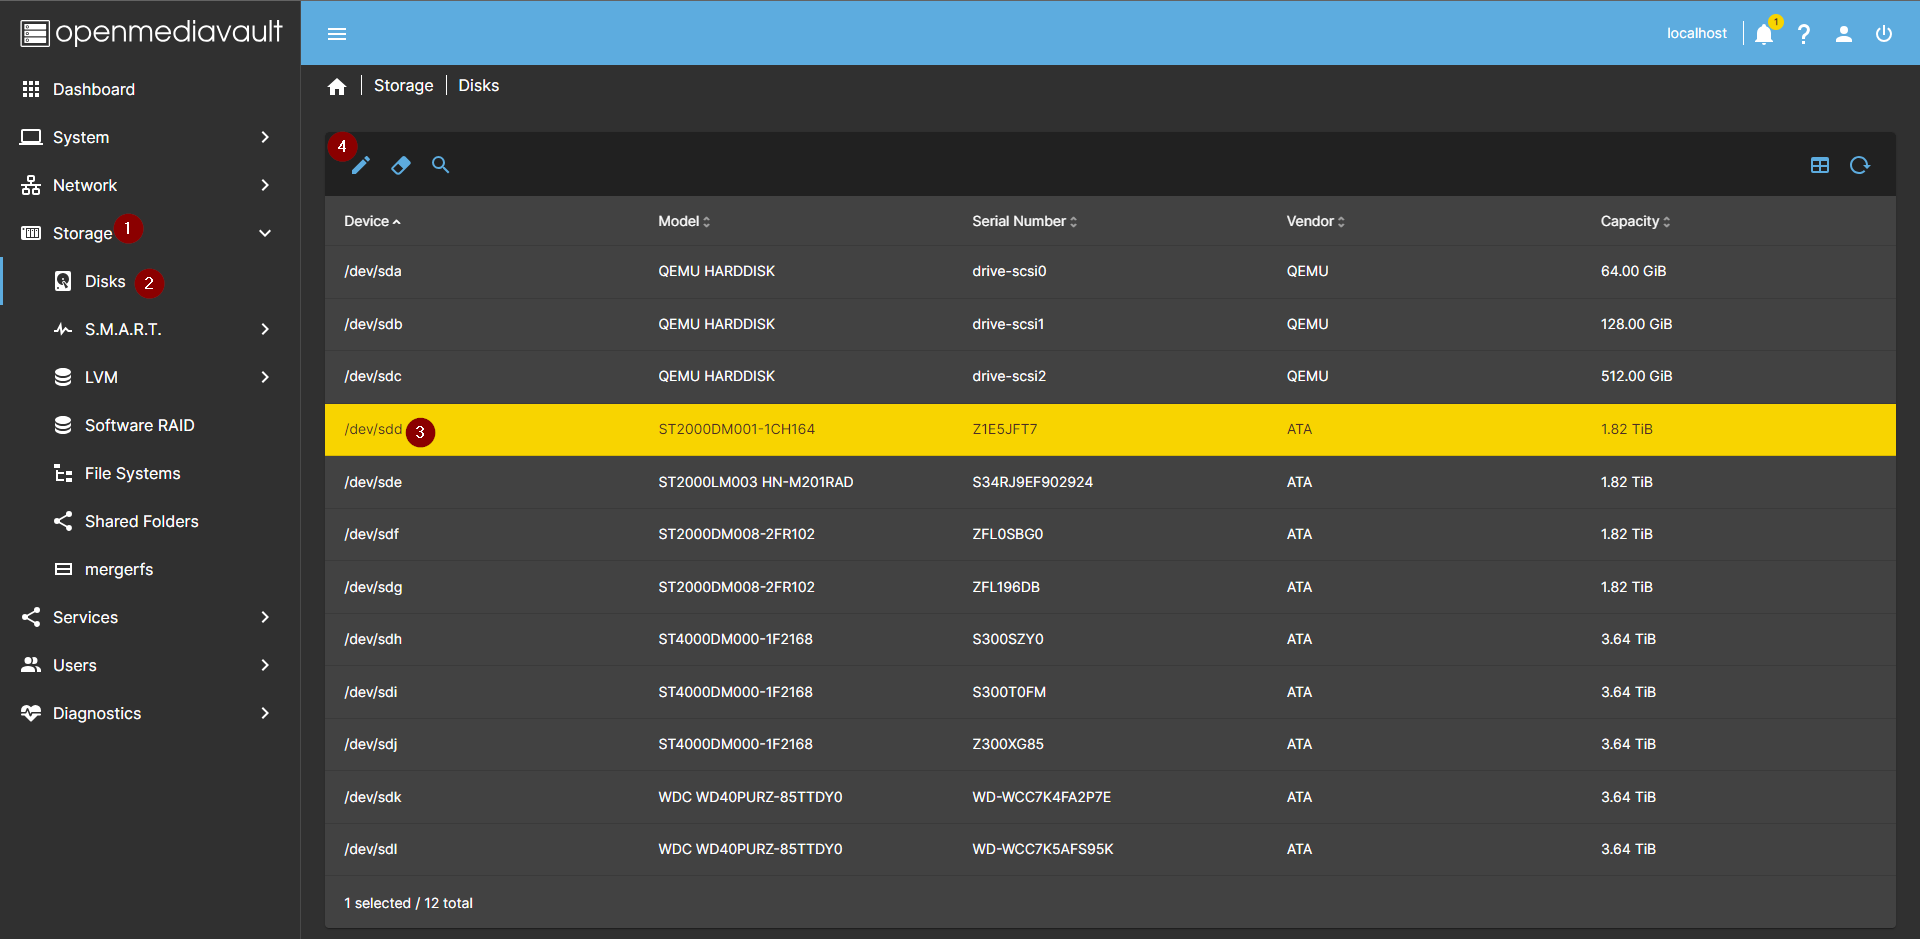 openmediavault
localhost
1
Dashboard
System
Network
Storage 1
Disks 2
S.M.A.R.T.
LVM
Software RAID
File Systems
Shared Folders
mergerfs
Services
Users
Diagnostics
Storage | Disks
4
Device Model Serial Number Vendor Capacity
/dev/sda QEMU HARDDISK drive-scsi0 QEMU 64.00 GiB
/dev/sdb QEMU HARDDISK drive-scsi1 QEMU 128.00 GiB
/dev/sdc QEMU HARDDISK drive-scsi2 QEMU 512.00 GiB
/dev/sdd 3 ST2000DM001-1CH164 Z1E5JFT7 ATA 1.82 TiB
/dev/sde ST2000LM003 HN-M201RAD S34RJ9EF902924 ATA 1.82 TiB
/dev/sdf ST2000DM008-2FR102 ZFL0SBG0 ATA 1.82 TiB
/dev/sdg ST2000DM008-2FR102 ZFL196DB ATA 1.82 TiB
/dev/sdh ST4000DM000-1F2168 S300SZY0 ATA 3.64 TiB
/dev/sdi ST4000DM000-1F2168 S300T0FM ATA 3.64 TiB
/dev/sdj ST4000DM000-1F2168 Z300XG85 ATA 3.64 TiB
/dev/sdk WDC WD40PURZ-85TTDY0 WD-WCC7K4FA2P7E ATA 3.64 TiB
/dev/sdl WDC WD40PURZ-85TTDY0 WD-WCC7K5AFS95K ATA 3.64 TiB
1 selected / 12 total